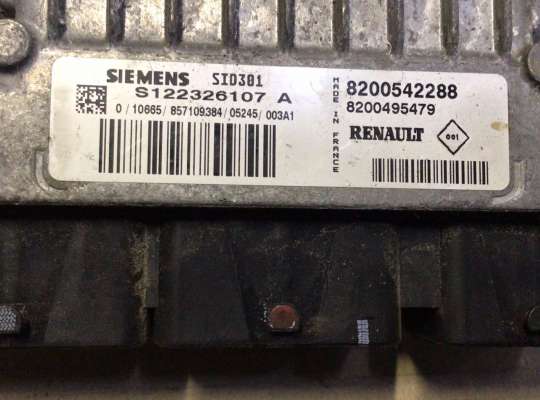 SIEMENS SID301
S122326107 A
0 / 10665 / 857109384 / 05245 / 003A1
MADE IN FRANCE
8200542288
8200495479
RENAULT 001